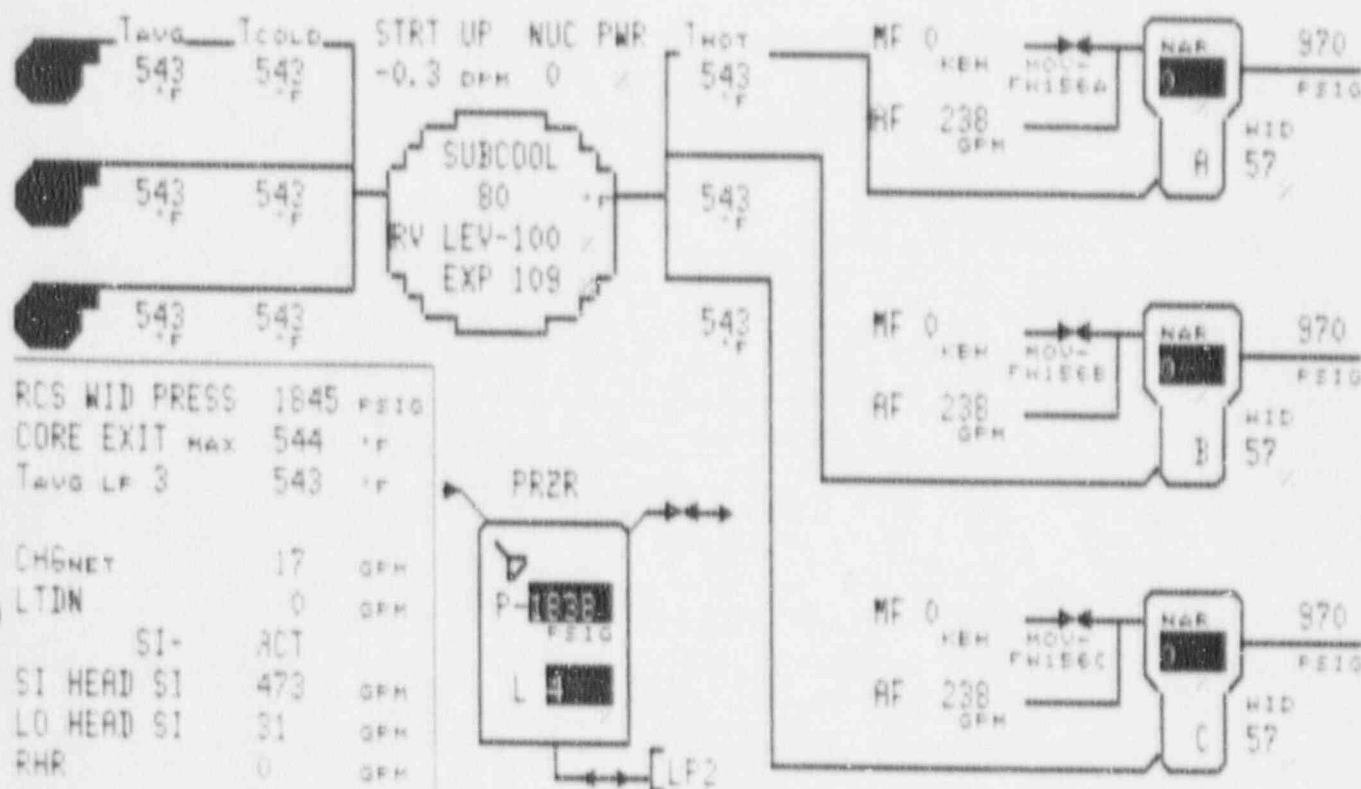 TAVG TCOLD STRT UP NUC PWR THOT MF 0 KBH MOV-FW156A NAR 0 % 970 PSIG
543 °F 543 °F -0.3 DPM 0 % 543 °F AF 238 GPM A WID 57 %
SUBCOOL
543 °F 543 °F 80 °F 543 °F
RV LEV-100 %
EXP 109 %
543 °F 543 °F 543 °F MF 0 KBH MOV-FW156B NAR 0 % 970 PSIG
AF 238 GPM B WID 57 %
RCS WID PRESS 1845 PSIG
CORE EXIT MAX 544 °F
TAVG LP 3 543 °F
PRZR
CHGNET 17 GPM
LTDN 0 GPM
SI- ACT
SI HEAD SI 473 GPM
LO HEAD SI 31 GPM
RHR 0 GPM
P-1838 PSIG
L %
LP2
MF 0 KBH MOV-FW156C NAR 0 % 970 PSIG
AF 238 GPM C WID 57 %